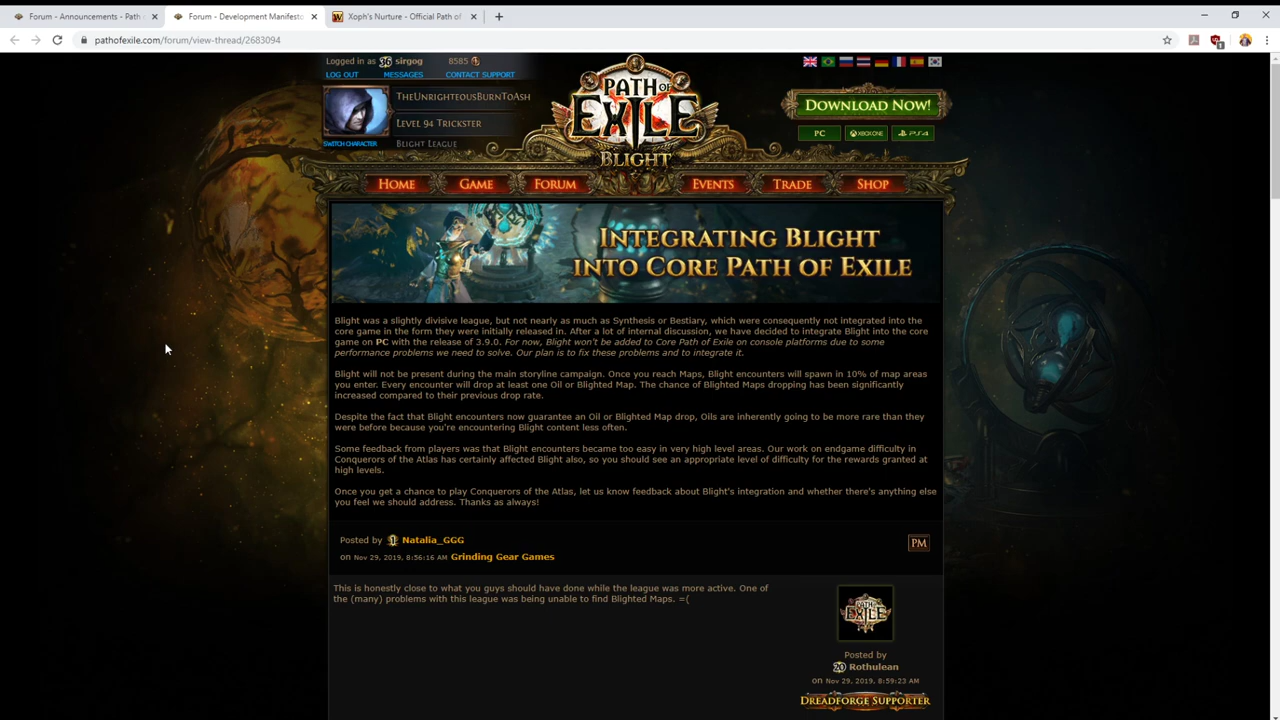 Forum - Announcements - Path o
Forum - Development Manifesto
Xoph's Nurture - Official Path of
pathofexile.com/forum/view-thread/2683094
Logged in as 36 sirgog 8585
LOG OUT MESSAGES CONTACT SUPPORT
TheUnrighteousBurnToAsh
Level 94 Trickster
SWITCH CHARACTER Blight League
PATH OF
EXILE
BLIGHT
Download Now!
PC XBOX ONE PS4
Home Game Forum Events Trade Shop
Integrating Blight
into Core Path of Exile
Blight was a slightly divisive league, but not nearly as much as Synthesis or Bestiary, which were consequently not integrated into the
core game in the form they were initially released in. After a lot of internal discussion, we have decided to integrate Blight into the core
game on PC with the release of 3.9.0. For now, Blight won't be added to Core Path of Exile on console platforms due to some
performance problems we need to solve. Our plan is to fix these problems and to integrate it.
Blight will not be present during the main storyline campaign. Once you reach Maps, Blight encounters will spawn in 10% of map areas
you enter. Every encounter will drop at least one Oil or Blighted Map. The chance of Blighted Maps dropping has been significantly
increased compared to their previous drop rate.
Despite the fact that Blight encounters now guarantee an Oil or Blighted Map drop, Oils are inherently going to be more rare than they
were before because you're encountering Blight content less often.
Some feedback from players was that Blight encounters became too easy in very high level areas. Our work on endgame difficulty in
Conquerors of the Atlas has certainly affected Blight also, so you should see an appropriate level of difficulty for the rewards granted at
high levels.
Once you get a chance to play Conquerors of the Atlas, let us know feedback about Blight's integration and whether there's anything else
you feel we should address. Thanks as always!
Posted by 1 Natalia_GGG
on Nov 29, 2019, 8:56:16 AM Grinding Gear Games
PM
This is honestly close to what you guys should have done while the league was more active. One of
the (many) problems with this league was being unable to find Blighted Maps. =(
PATH OF
EXILE
Posted by
20 Rothulean
on Nov 29, 2019, 8:59:23 AM
Dreadforge Supporter